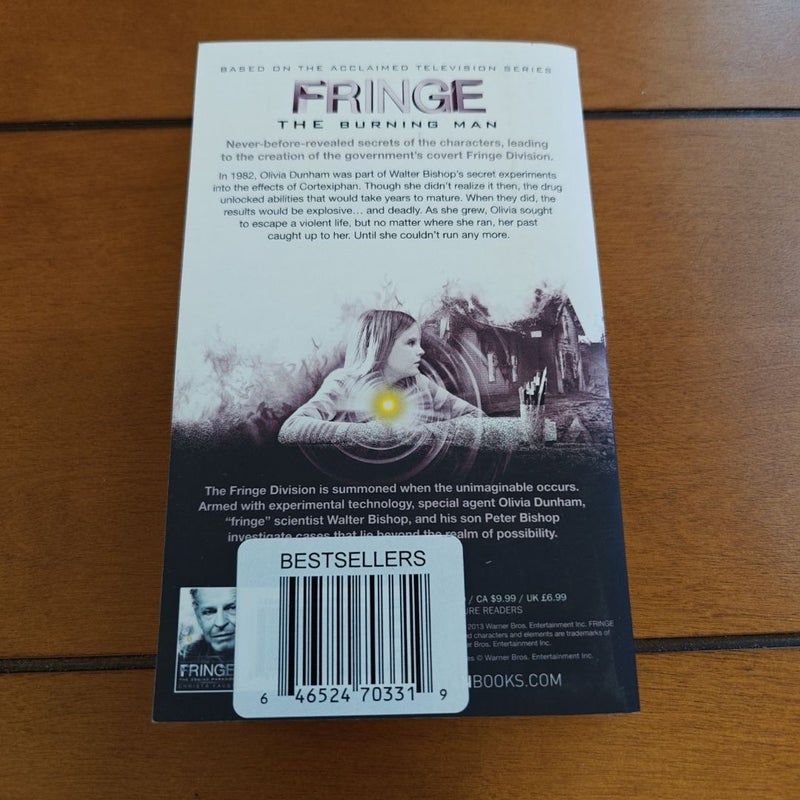 BASED ON THE ACCLAIMED TELEVISION SERIES
FRINGE
THE BURNING MAN
Never-before-revealed secrets of the characters, leading
to the creation of the government's covert Fringe Division.
In 1982, Olivia Dunham was part of Walter Bishop's secret experiments
into the effects of Cortexiphan. Though she didn't realize it then, the drug
unlocked abilities that would take years to mature. When they did, the
results would be explosive... and deadly. As she grew, Olivia sought
to escape a violent life, but no matter where she ran, her past
caught up to her. Until she couldn't run any more.
The Fringe Division is summoned when the unimaginable occurs.
Armed with experimental technology, special agent Olivia Dunham,
"fringe" scientist Walter Bishop, and his son Peter Bishop
investigate cases that lie beyond the realm of possibility.
BESTSELLERS
6 46524 70331 9
/ CA $9.99 / UK £6.99
READERS
2013 Warner Bros. Entertainment Inc. FRINGE
characters and elements are trademarks of
Bros. Entertainment Inc.
© Warner Bros. Entertainment Inc.
BOOKS.COM
FRINGE